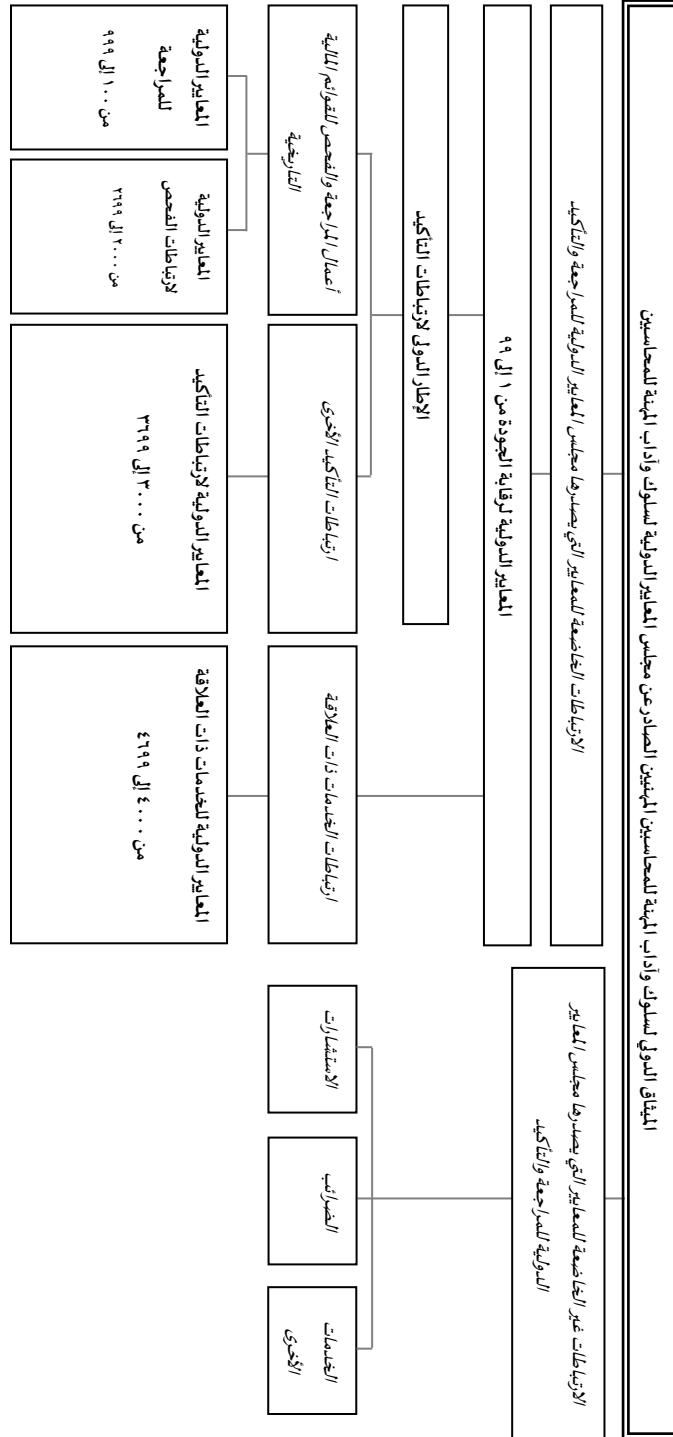 الميثاق الدولي لسلوك وآداب المهنة للمحاسبين المهنيين الصادر عن مجلس المعايير الدولية لسلوك وآداب المهنة للمحاسبين
الارتباطات الخاضعة للمعايير التي يصدرها مجلس المعايير الدولية للمراجعة والتأكيد
الارتباطات غير الخاضعة للمعايير التي يصدرها مجلس المعايير
الدولية للمراجعة والتأكيد
المعايير الدولية لرقابة الجودة من ١ إلى ٩٩
الإطار الدولي لارتباطات التأكيد
أعمال المراجعة والفحص للقوائم المالية
التاريخية
ارتباطات التأكيد الأخرى
ارتباطات الخدمات ذات العلاقة
الاستشارات
الضرائب
الخدمات
الأخرى
المعايير الدولية
للمراجعة
من ١٠٠ إلى ٩٩٩
المعايير الدولية
لارتباطات الفحص
من ٢٠٠٠ إلى ٢٦٩٩
المعايير الدولية لارتباطات التأكيد
من ٣٠٠٠ إلى ٣٦٩٩
المعايير الدولية للخدمات ذات العلاقة
من ٤٠٠٠ إلى ٤٦٩٩